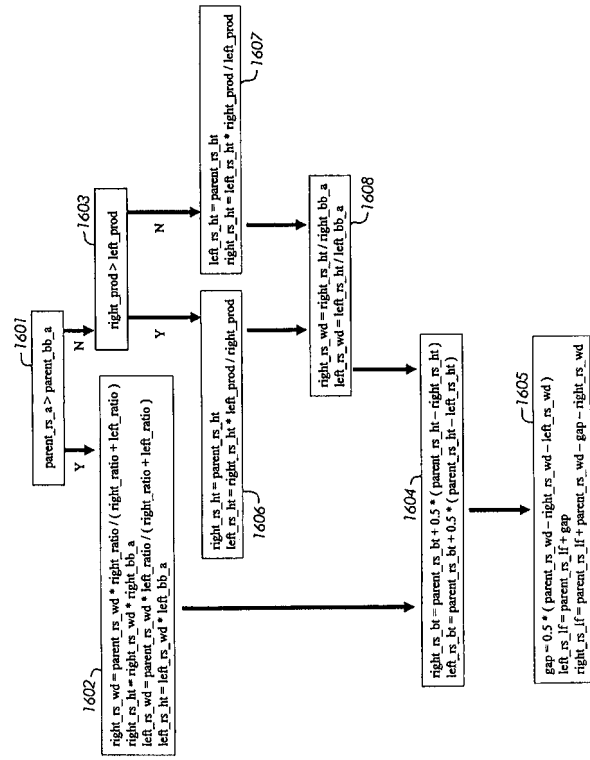 1601
parent_rs_a > parent_bb_a
Y
N
1602
right_rs_wd = parent_rs_wd * right_ratio / ( right_ratio + left_ratio )
right_rs_ht = right_rs_wd * right_bb_a
left_rs_wd = parent_rs_wd * left_ratio / ( right_ratio + left_ratio )
left_rs_ht = left_rs_wd * left_bb_a
1603
right_prod > left_prod
Y
N
right_rs_ht = parent_rs_ht
left_rs_ht = right_rs_ht * left_prod / right_prod
1606
left_rs_ht = parent_rs_ht
right_rs_ht = left_rs_ht * right_prod / left_prod
1607
right_rs_wd = right_rs_ht / right_bb_a
left_rs_wd = left_rs_ht / left_bb_a
1608
1604
right_rs_bt = parent_rs_bt + 0.5 * ( parent_rs_ht – right_rs_ht )
left_rs_bt = parent_rs_bt + 0.5 * ( parent_rs_ht – left_rs_ht )
1605
gap = 0.5 * ( parent_rs_wd – right_rs_wd – left_rs_wd )
left_rs_lf = parent_rs_lf + gap
right_rs_lf = parent_rs_lf + parent_rs_wd – gap – right_rs_wd